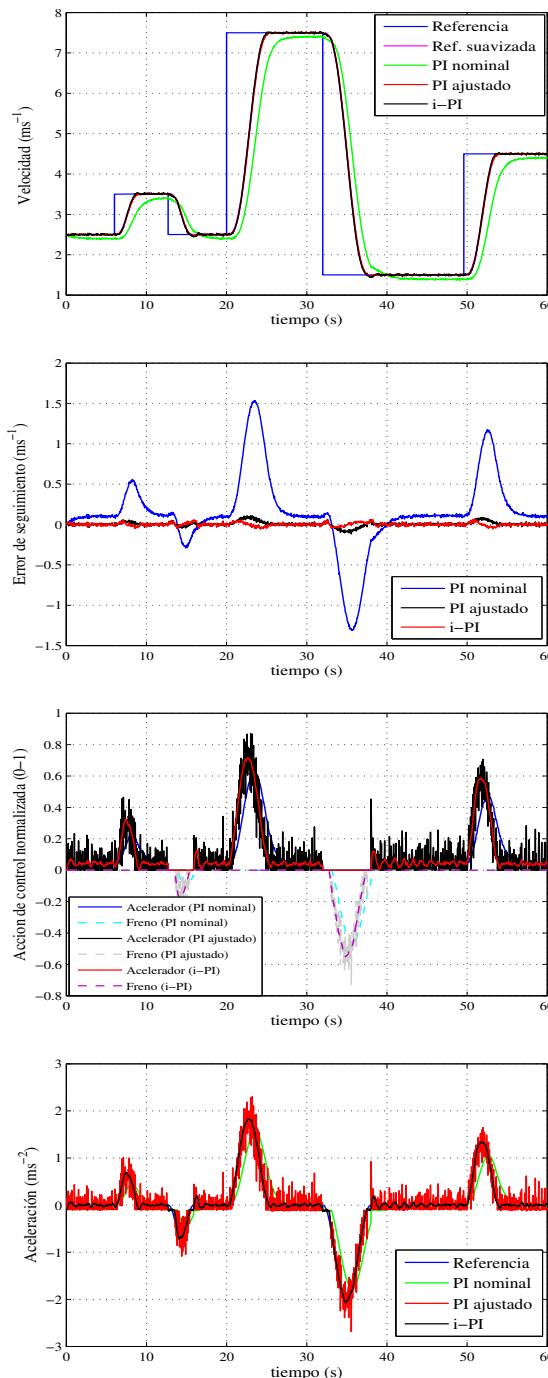 8
7
6
5
4
3
2
1
Velocidad (ms⁻¹)
Referencia
Ref. suavizada
PI nominal
PI ajustado
i−PI
0 10 20 30 40 50 60
tiempo (s)
2
1.5
1
0.5
0
−0.5
−1
−1.5
Error de seguimiento (ms⁻¹)
PI nominal
PI ajustado
i−PI
0 10 20 30 40 50 60
tiempo (s)
1
0.8
0.6
0.4
0.2
0
−0.2
−0.4
−0.6
−0.8
Accion de control normalizada (0−1)
Acelerador (PI nominal)
Freno (PI nominal)
Acelerador (PI ajustado)
Freno (PI ajustado)
Acelerador (i−PI)
Freno (i−PI)
0 10 20 30 40 50 60
tiempo (s)
3
2
1
0
−1
−2
−3
Aceleración (ms⁻²)
Referencia
PI nominal
PI ajustado
i−PI
0 10 20 30 40 50 60
tiempo (s)